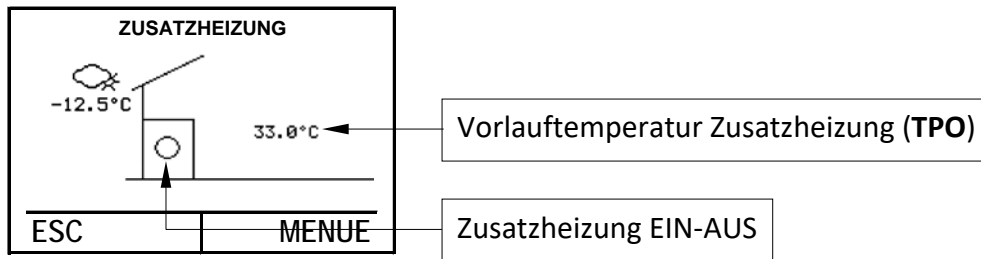 ZUSATZHEIZUNG
-12.5°C
33.0°C
Vorlauftemperatur Zusatzheizung (TPO)
ESC
MENUE
Zusatzheizung EIN-AUS